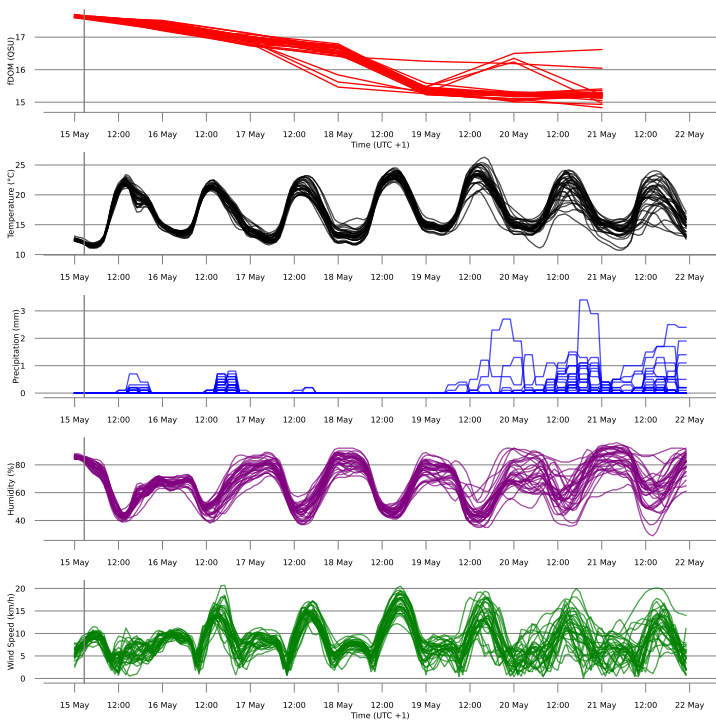 17
16
15
fDOM (QSU)
15 May 12:00 16 May 12:00 17 May 12:00 18 May 12:00 19 May 12:00 20 May 12:00 21 May 12:00 22 May
Time (UTC +1)
25
20
15
10
Temperature (°C)
15 May 12:00 16 May 12:00 17 May 12:00 18 May 12:00 19 May 12:00 20 May 12:00 21 May 12:00 22 May
3
2
1
0
Precipitation (mm)
15 May 12:00 16 May 12:00 17 May 12:00 18 May 12:00 19 May 12:00 20 May 12:00 21 May 12:00 22 May
80
60
40
Humidity (%)
15 May 12:00 16 May 12:00 17 May 12:00 18 May 12:00 19 May 12:00 20 May 12:00 21 May 12:00 22 May
20
15
10
5
0
Wind Speed (km/h)
15 May 12:00 16 May 12:00 17 May 12:00 18 May 12:00 19 May 12:00 20 May 12:00 21 May 12:00 22 May
Time (UTC +1)